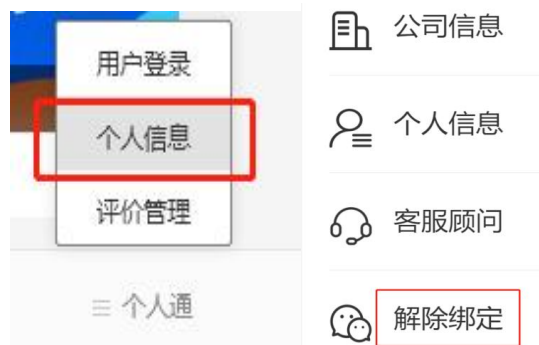 用户登录
个人信息
评价管理
个人通
公司信息
个人信息
客服顾问
解除绑定